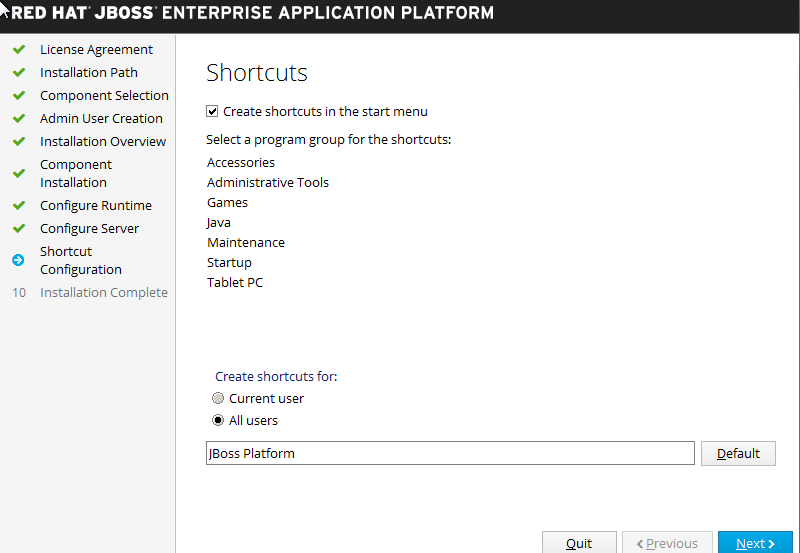 RED HAT® JBOSS® ENTERPRISE APPLICATION PLATFORM
License Agreement
Installation Path
Component Selection
Admin User Creation
Installation Overview
Component
Installation
Configure Runtime
Configure Server
Shortcut
Configuration
10 Installation Complete
Shortcuts
Create shortcuts in the start menu
Select a program group for the shortcuts:
Accessories
Administrative Tools
Games
Java
Maintenance
Startup
Tablet PC
Create shortcuts for:
Current user
All users
JBoss Platform
Default
Quit
Previous
Next